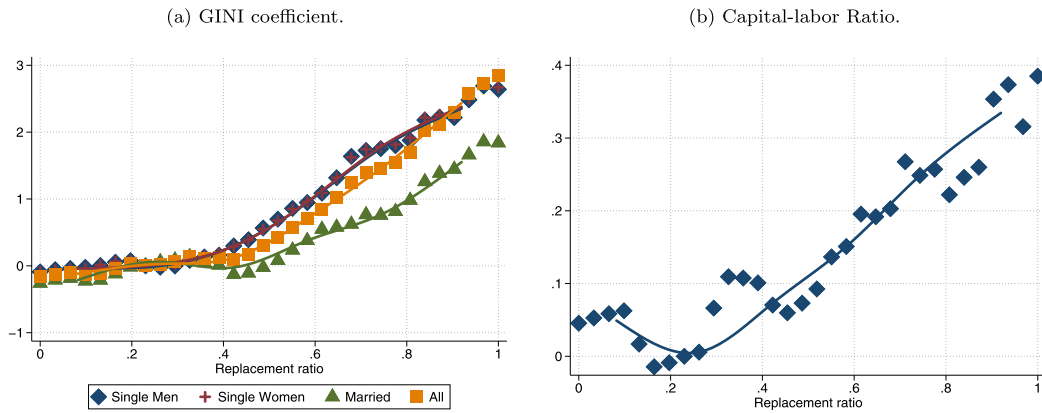 (a) GINI coefficient.
(b) Capital-labor Ratio.
3
2
1
0
−1
0
.2
.4
.6
.8
1
Replacement ratio
Single Men
Single Women
Married
All
.4
.3
.2
.1
0
0
.2
.4
.6
.8
1
Replacement ratio